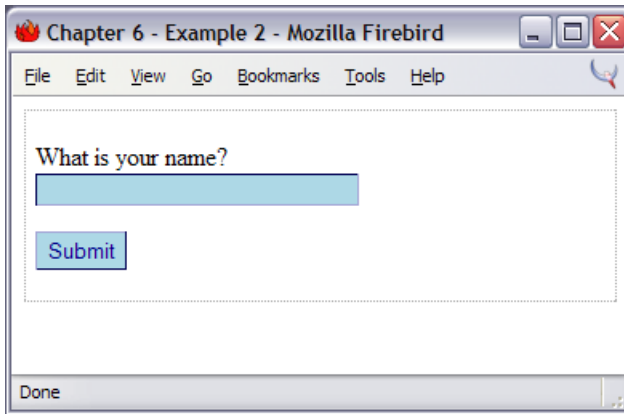 Chapter 6 - Example 2 - Mozilla Firebird
File Edit View Go Bookmarks Tools Help
What is your name?
Submit
Done